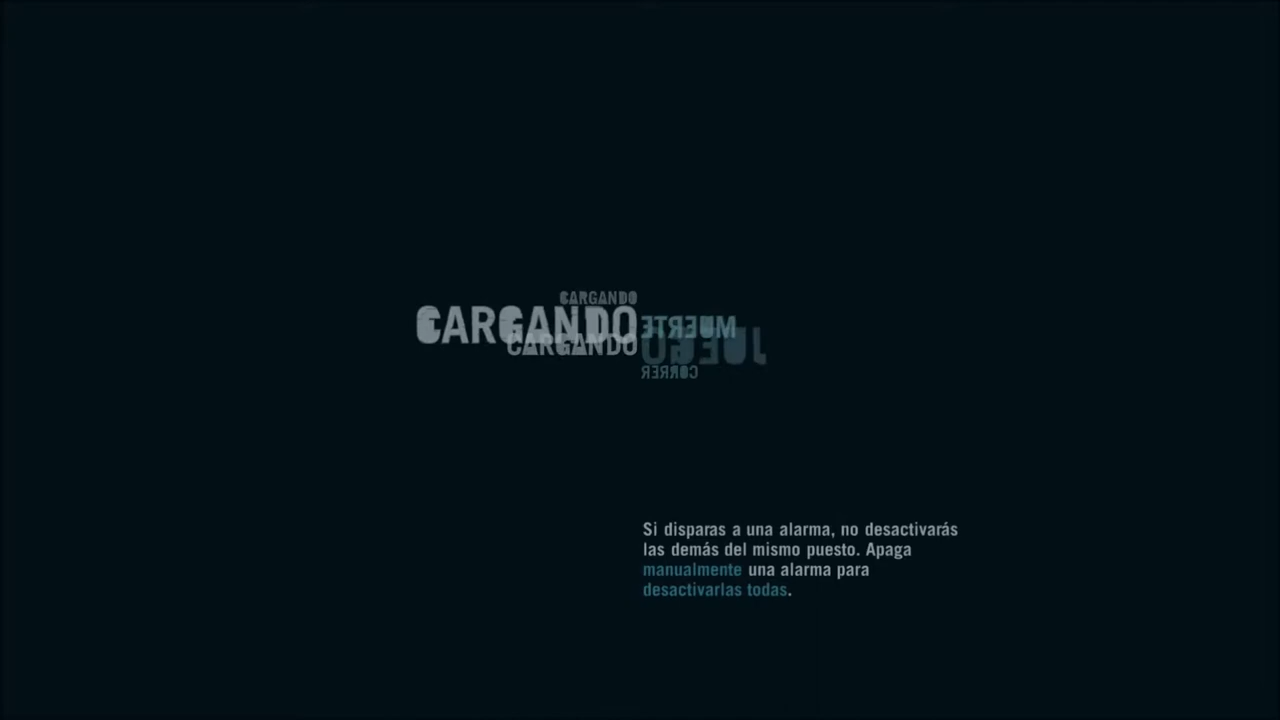 CARGANDO
CARGANDO
MUERTE
CARGANDO
JUEGO
CORRER
Si disparas a una alarma, no desactivarás
las demás del mismo puesto. Apaga
manualmente una alarma para
desactivarlas todas.